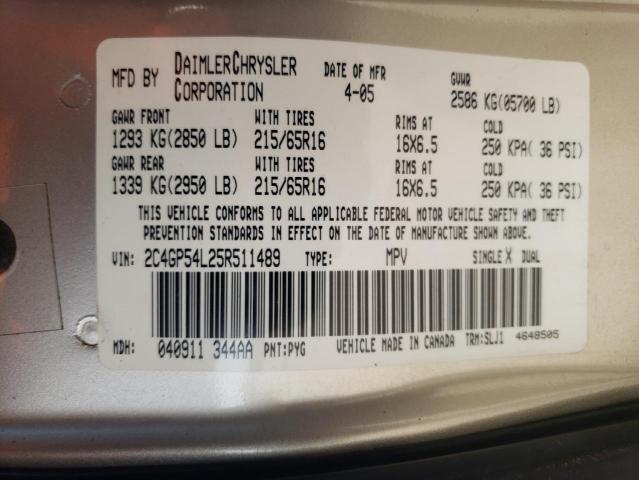 MFD BY DAIMLERCHRYSLER CORPORATION DATE OF MFR 4-05 GVWR 2586 KG(05700 LB)
GAWR FRONT WITH TIRES RIMS AT COLD
1293 KG(2850 LB) 215/65R16 16X6.5 250 KPA( 36 PSI)
GAWR REAR WITH TIRES RIMS AT COLD
1339 KG(2950 LB) 215/65R16 16X6.5 250 KPA( 36 PSI)
THIS VEHICLE CONFORMS TO ALL APPLICABLE FEDERAL MOTOR VEHICLE SAFETY AND THEFT
PREVENTION STANDARDS IN EFFECT ON THE DATE OF MANUFACTURE SHOWN ABOVE.
VIN: 2C4GP54L25R511489 TYPE: MPV SINGLE X DUAL
MDH: 040911 344AA PNT:PYG VEHICLE MADE IN CANADA TRM:SLJ1 4648505